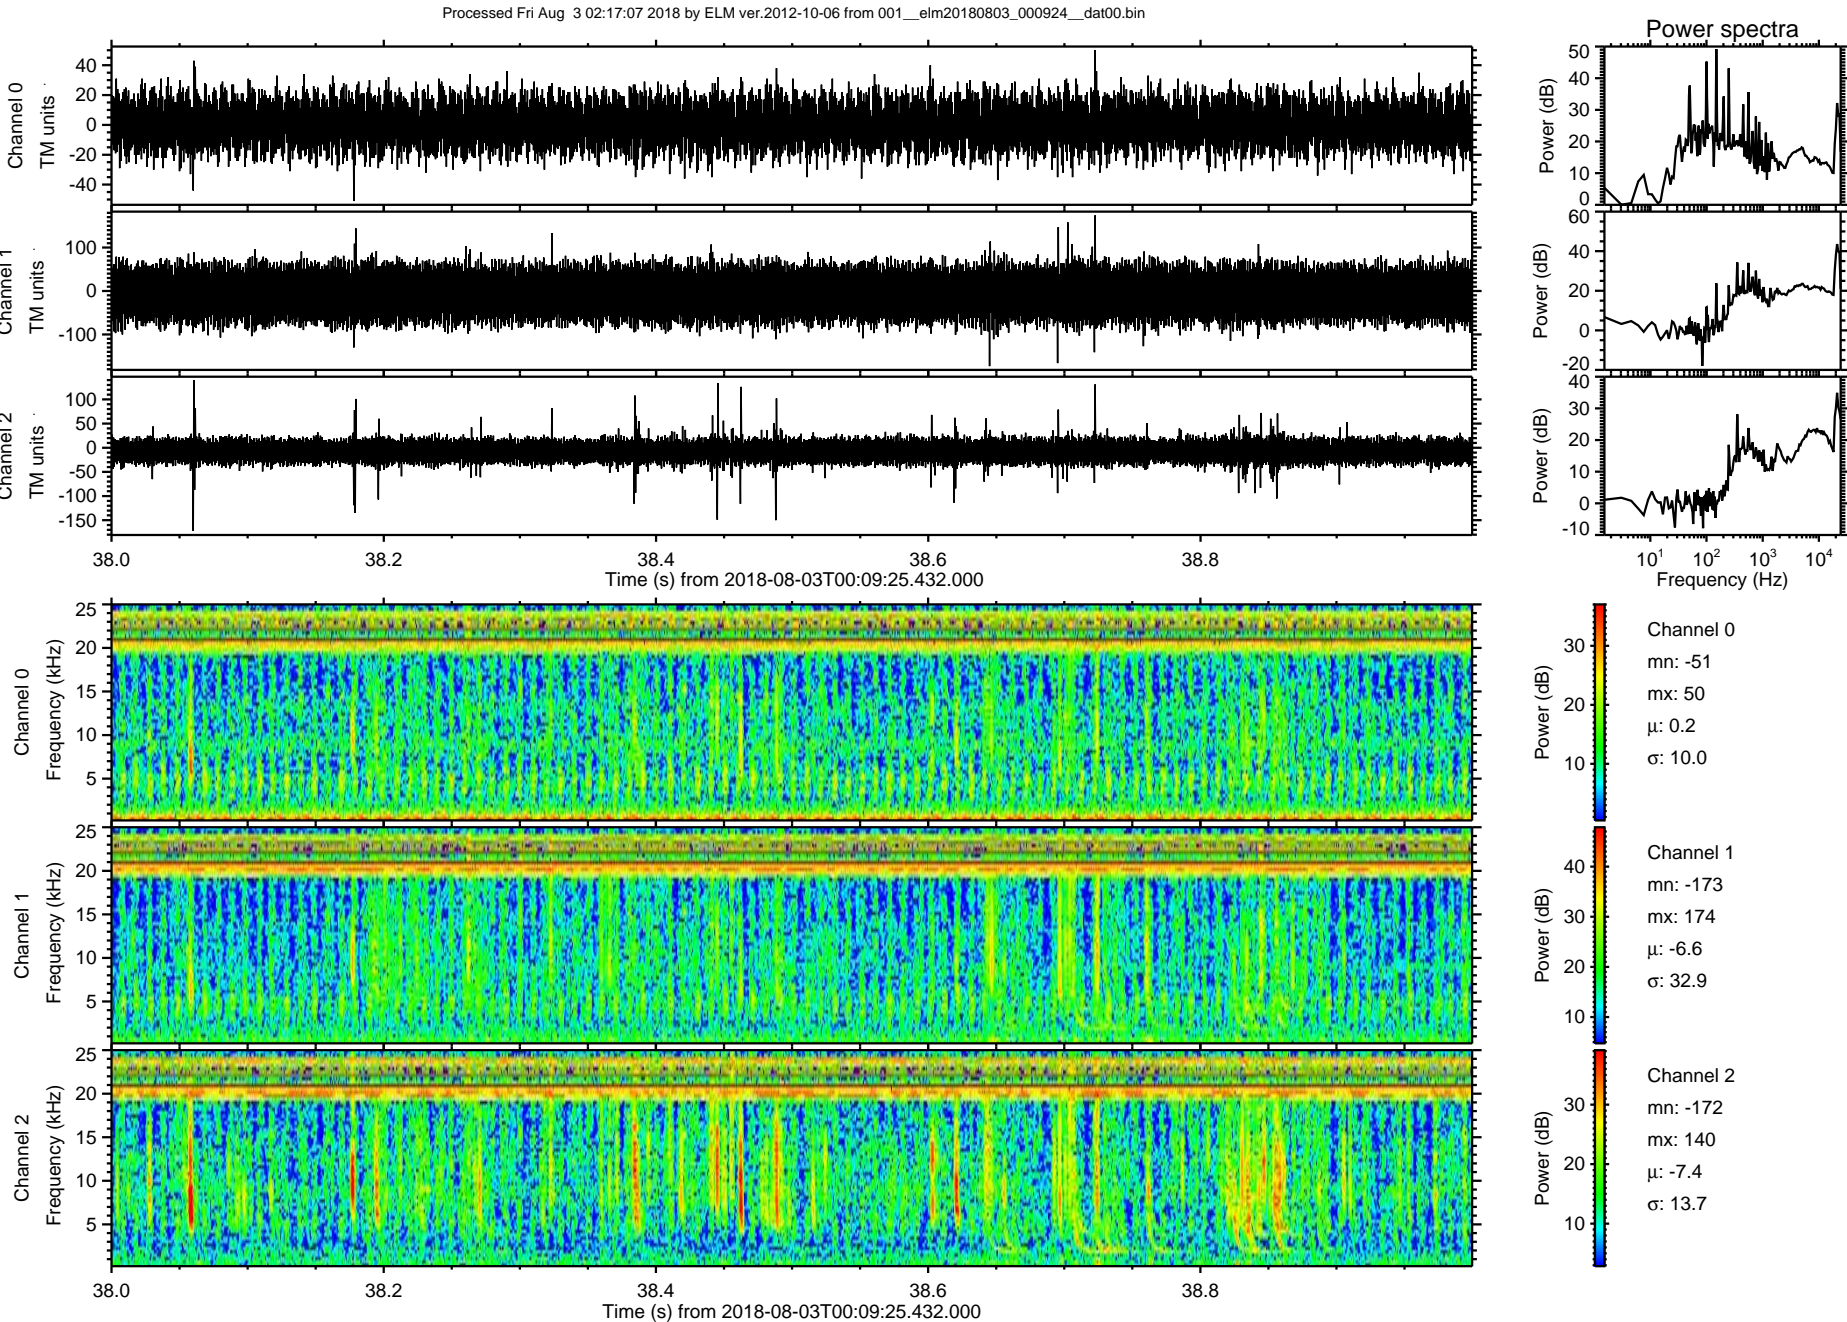 Processed Fri Aug  3 02:17:07 2018 by ELM ver.2012-10-06 from 001__elm20180803_000924__dat00.bin
Power spectra
Channel 0
TM units
40
20
0
-20
-40
Power (dB)
50
40
30
20
10
0
Channel 1
TM units
100
0
-100
Power (dB)
60
40
20
0
-20
Channel 2
TM units
100
50
0
-50
-100
-150
Power (dB)
40
30
20
10
0
-10
38.0 38.2 38.4 38.6 38.8
Time (s) from 2018-08-03T00:09:25.432.000
10^1 10^2 10^3 10^4
Frequency (Hz)
Channel 0
Frequency (kHz)
25
20
15
10
5
Power (dB)
30
20
10
Channel 0
mn: -51
mx: 50
μ: 0.2
σ: 10.0
Channel 1
Frequency (kHz)
25
20
15
10
5
Power (dB)
40
30
20
10
Channel 1
mn: -173
mx: 174
μ: -6.6
σ: 32.9
Channel 2
Frequency (kHz)
25
20
15
10
5
Power (dB)
30
20
10
Channel 2
mn: -172
mx: 140
μ: -7.4
σ: 13.7
38.0 38.2 38.4 38.6 38.8
Time (s) from 2018-08-03T00:09:25.432.000